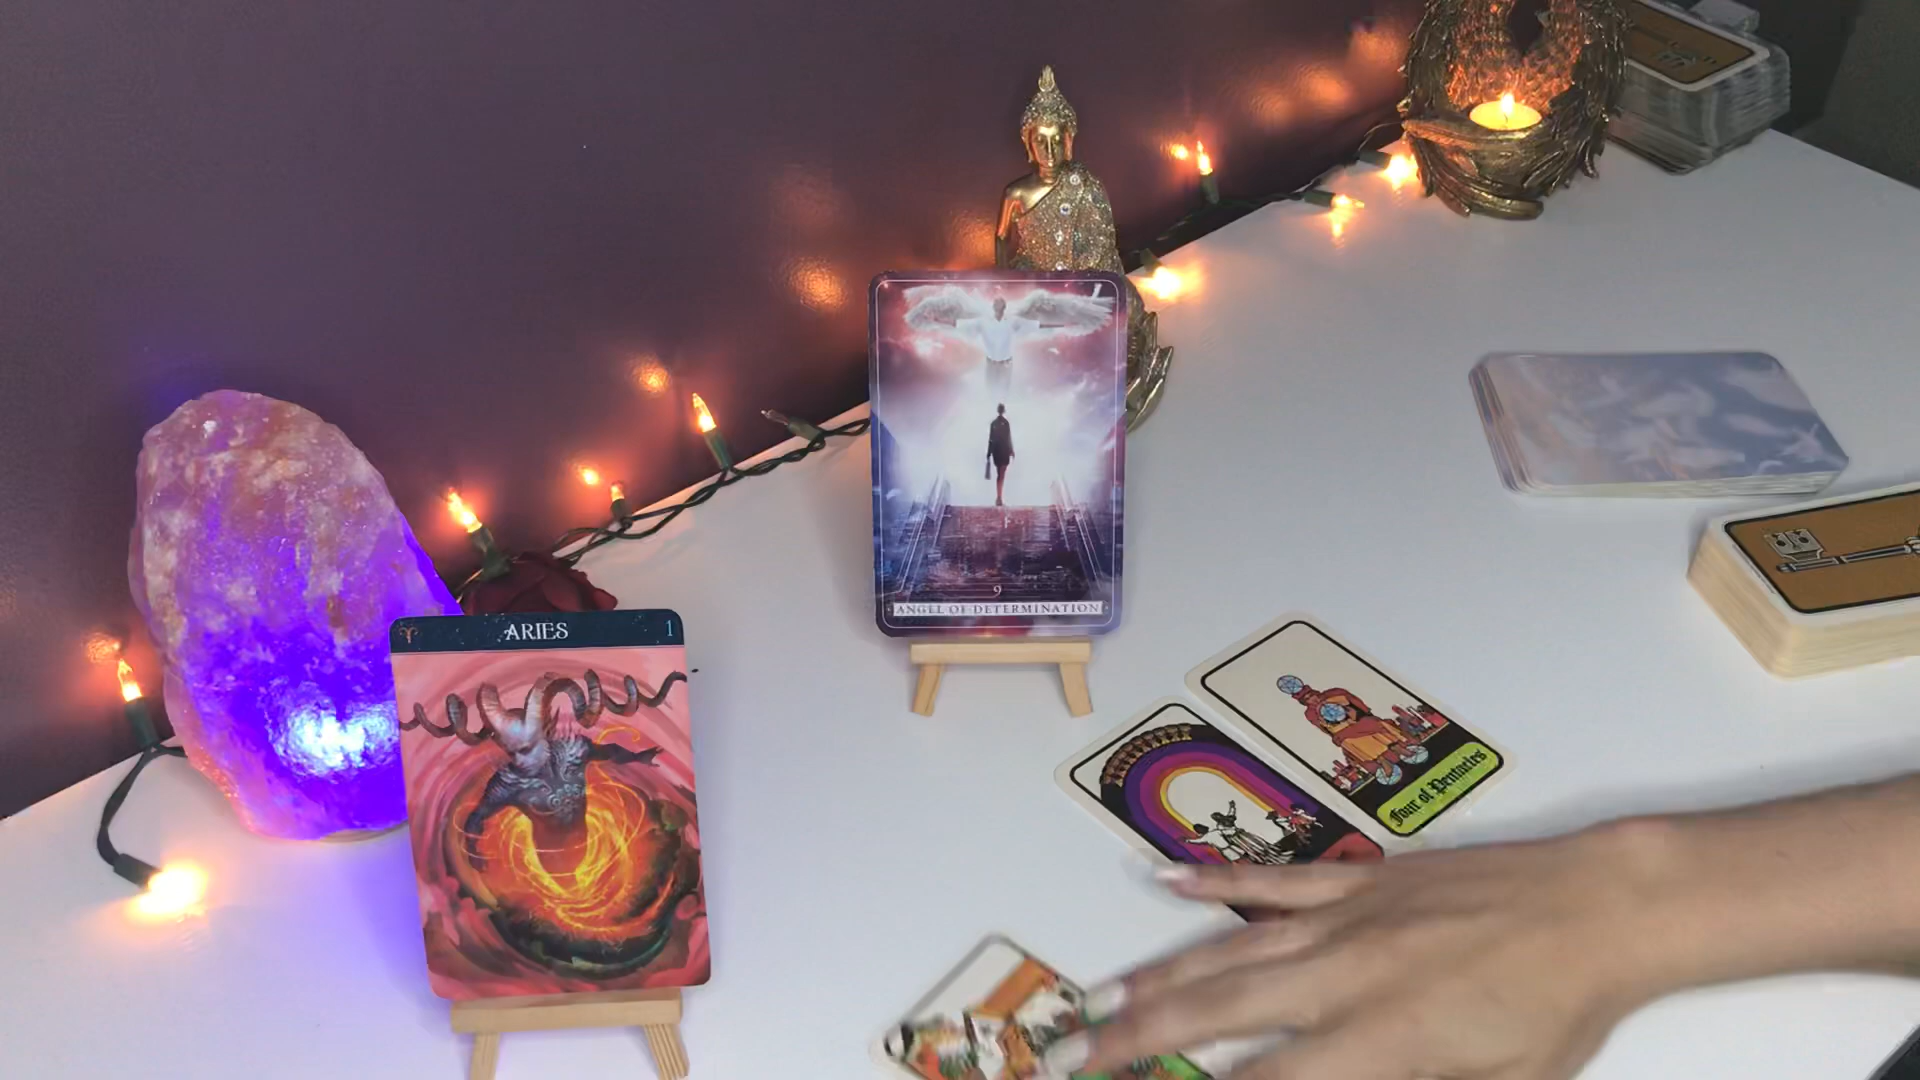 ARIES 1
9
ANGEL OF DETERMINATION
Four of Pentacles